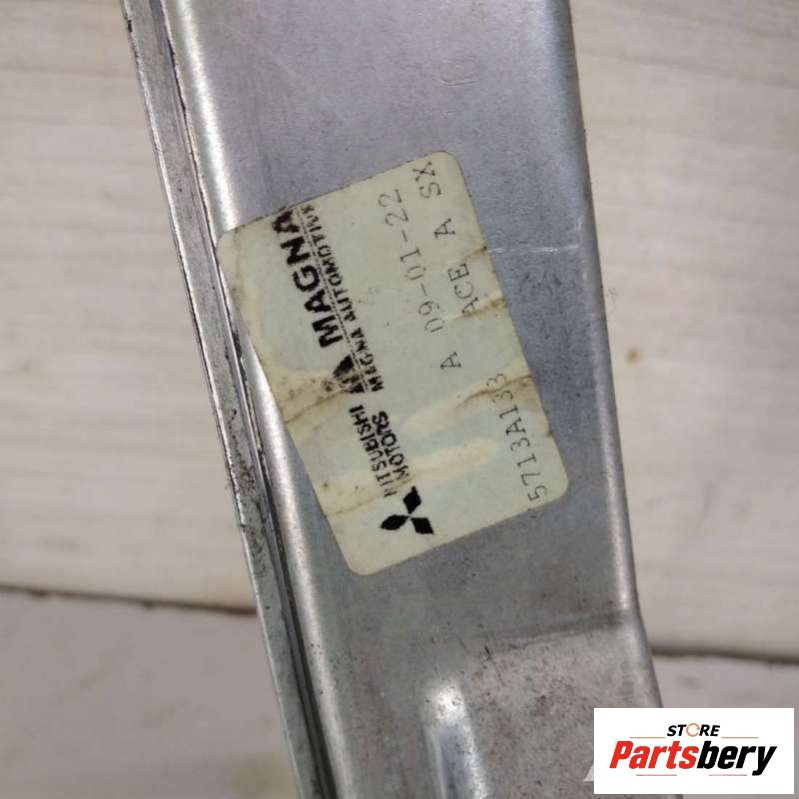 MITSUBISHI
MOTORS
MAGNA
MAGNA AUTOMOTIVE
A 09-01-22
ACE A SX
5713A133
STORE
Partsbery